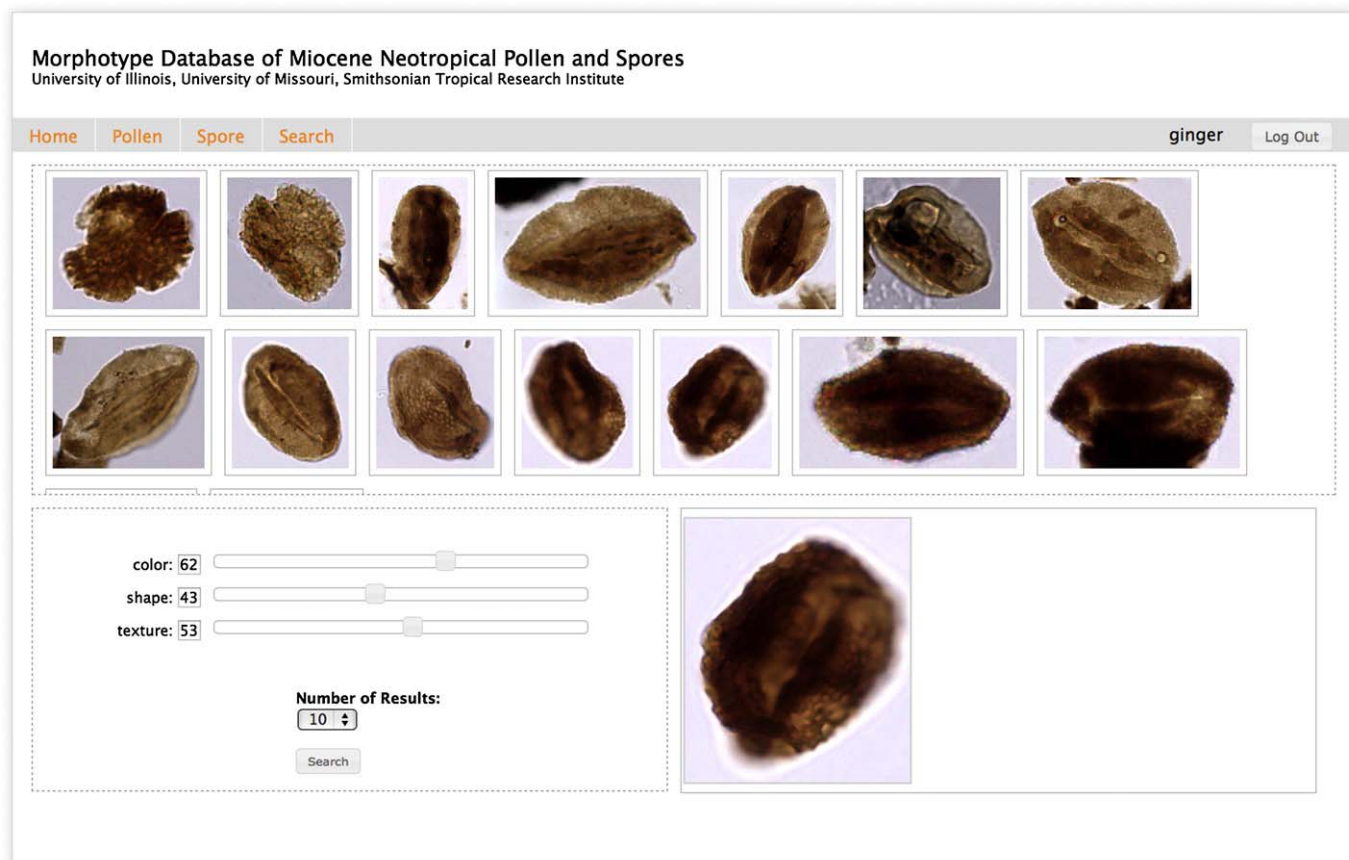 Morphotype Database of Miocene Neotropical Pollen and Spores
University of Illinois, University of Missouri, Smithsonian Tropical Research Institute
Home Pollen Spore Search ginger Log Out
color: 62
shape: 43
texture: 53
Number of Results:
10
Search